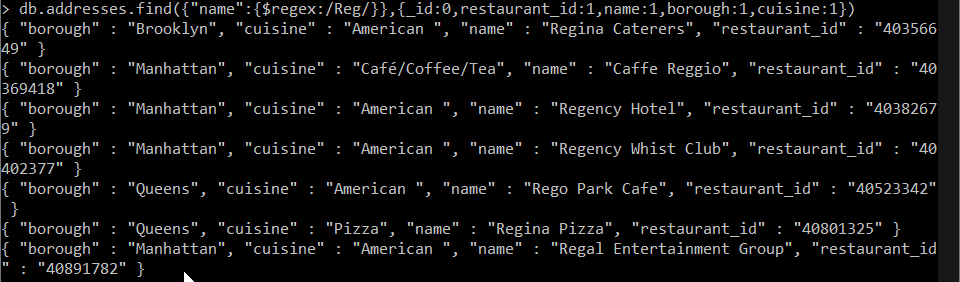 > db.addresses.find({"name":{$regex:/Reg/}},{_id:0,restaurant_id:1,name:1,borough:1,cuisine:1})
{ "borough" : "Brooklyn", "cuisine" : "American ", "name" : "Regina Caterers", "restaurant_id" : "403566
49" }
{ "borough" : "Manhattan", "cuisine" : "Café/Coffee/Tea", "name" : "Caffe Reggio", "restaurant_id" : "40
369418" }
{ "borough" : "Manhattan", "cuisine" : "American ", "name" : "Regency Hotel", "restaurant_id" : "4038267
9" }
{ "borough" : "Manhattan", "cuisine" : "American ", "name" : "Regency Whist Club", "restaurant_id" : "40
402377" }
{ "borough" : "Queens", "cuisine" : "American ", "name" : "Rego Park Cafe", "restaurant_id" : "40523342"
 }
{ "borough" : "Queens", "cuisine" : "Pizza", "name" : "Regina Pizza", "restaurant_id" : "40801325" }
{ "borough" : "Manhattan", "cuisine" : "American ", "name" : "Regal Entertainment Group", "restaurant_id
" : "40891782" }